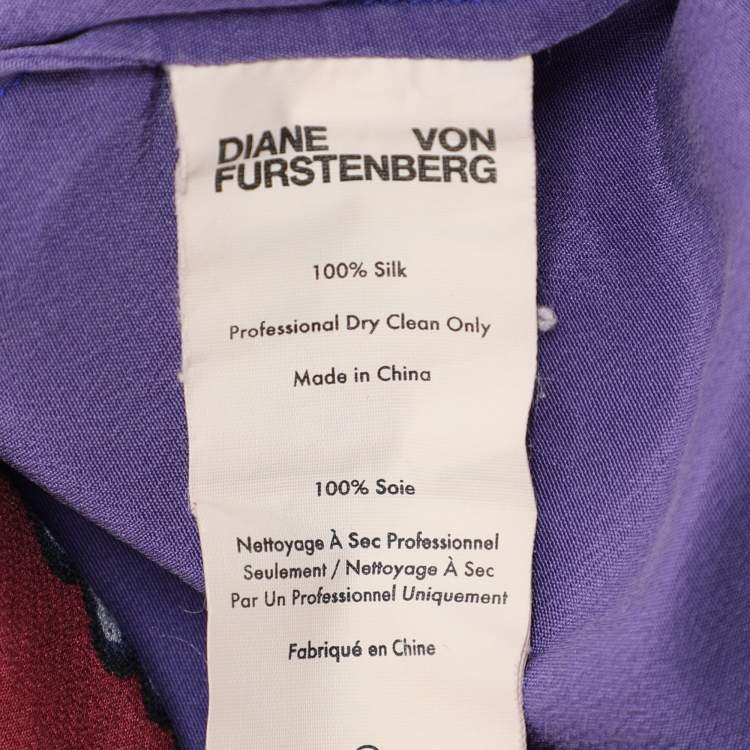 DIANE VON
FURSTENBERG
100% Silk
Professional Dry Clean Only
Made in China
100% Soie
Nettoyage À Sec Professionnel
Seulement / Nettoyage À Sec
Par Un Professionnel Uniquement
Fabriqué en Chine